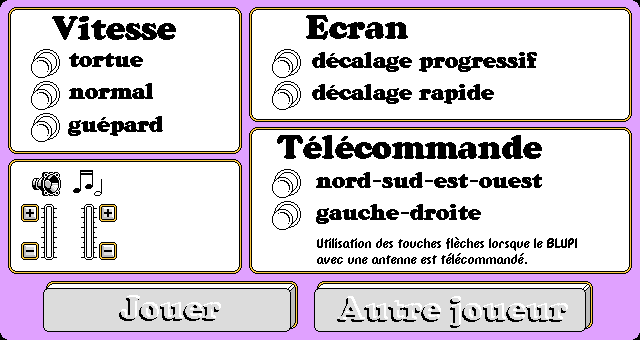 Vitesse
tortue
normal
guépard
Ecran
décalage progressif
décalage rapide
Télécommande
nord-sud-est-ouest
gauche-droite
Utilisation des touches flèches lorsque le BLUPI
avec une antenne est télécommandé.
+ +
- -
Jouer
Autre joueur